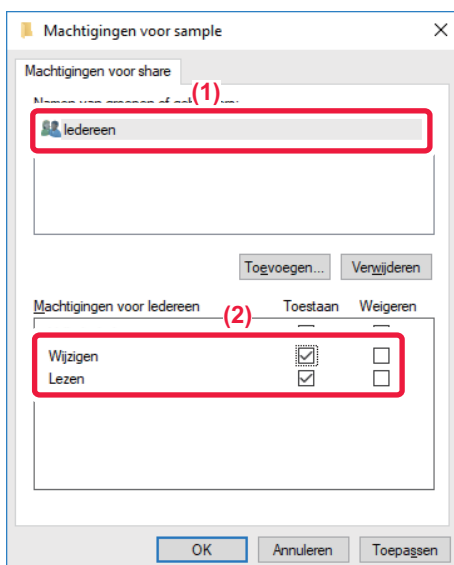 Machtigingen voor sample
Machtigingen voor share
(1)
Iedereen
Toevoegen... Verwijderen
Machtigingen voor Iedereen (2) Toestaan Weigeren
Wijzigen
Lezen
OK Annuleren Toepassen